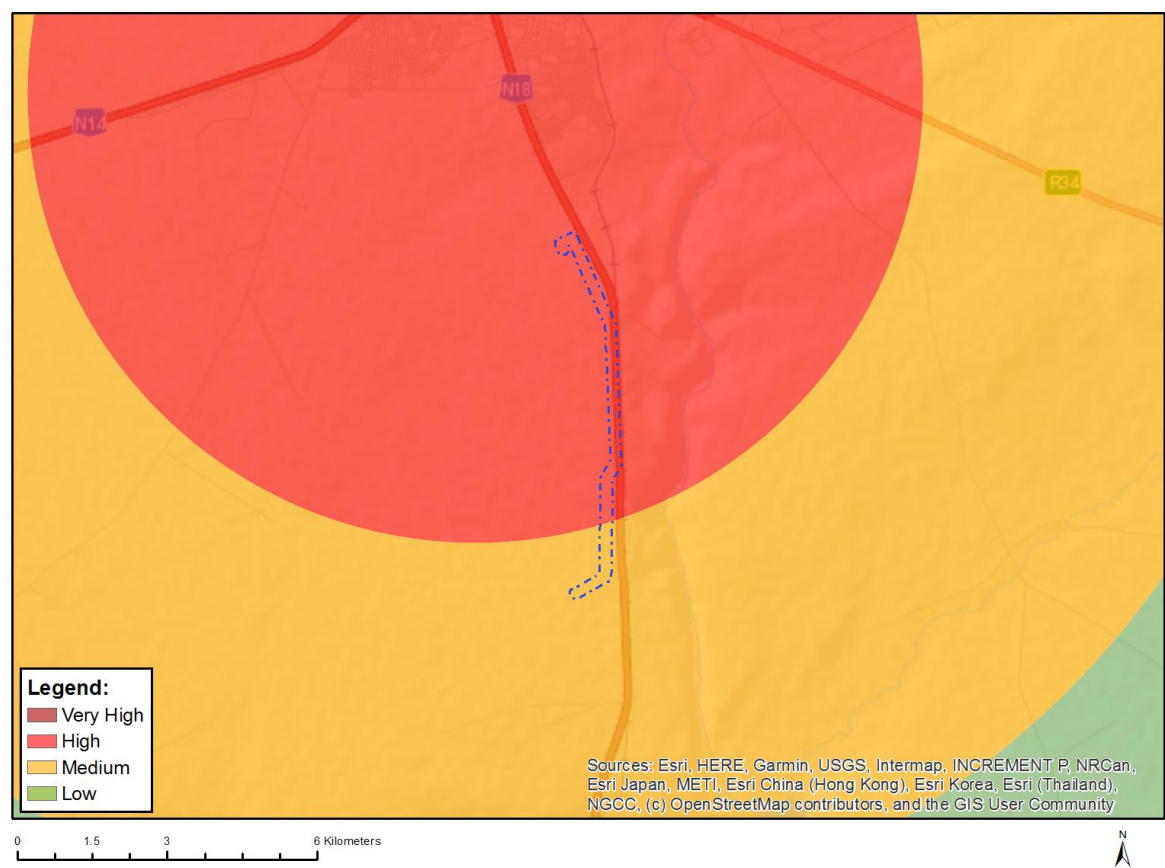 N18
N14
R34
Legend:
Very High
High
Medium
Low
Sources: Esri, HERE, Garmin, USGS, Intermap, INCREMENT P, NRCan,
Esri Japan, METI, Esri China (Hong Kong), Esri Korea, Esri (Thailand),
NGCC, (c) OpenStreetMap contributors, and the GIS User Community
0 1.5 3 6 Kilometers
N